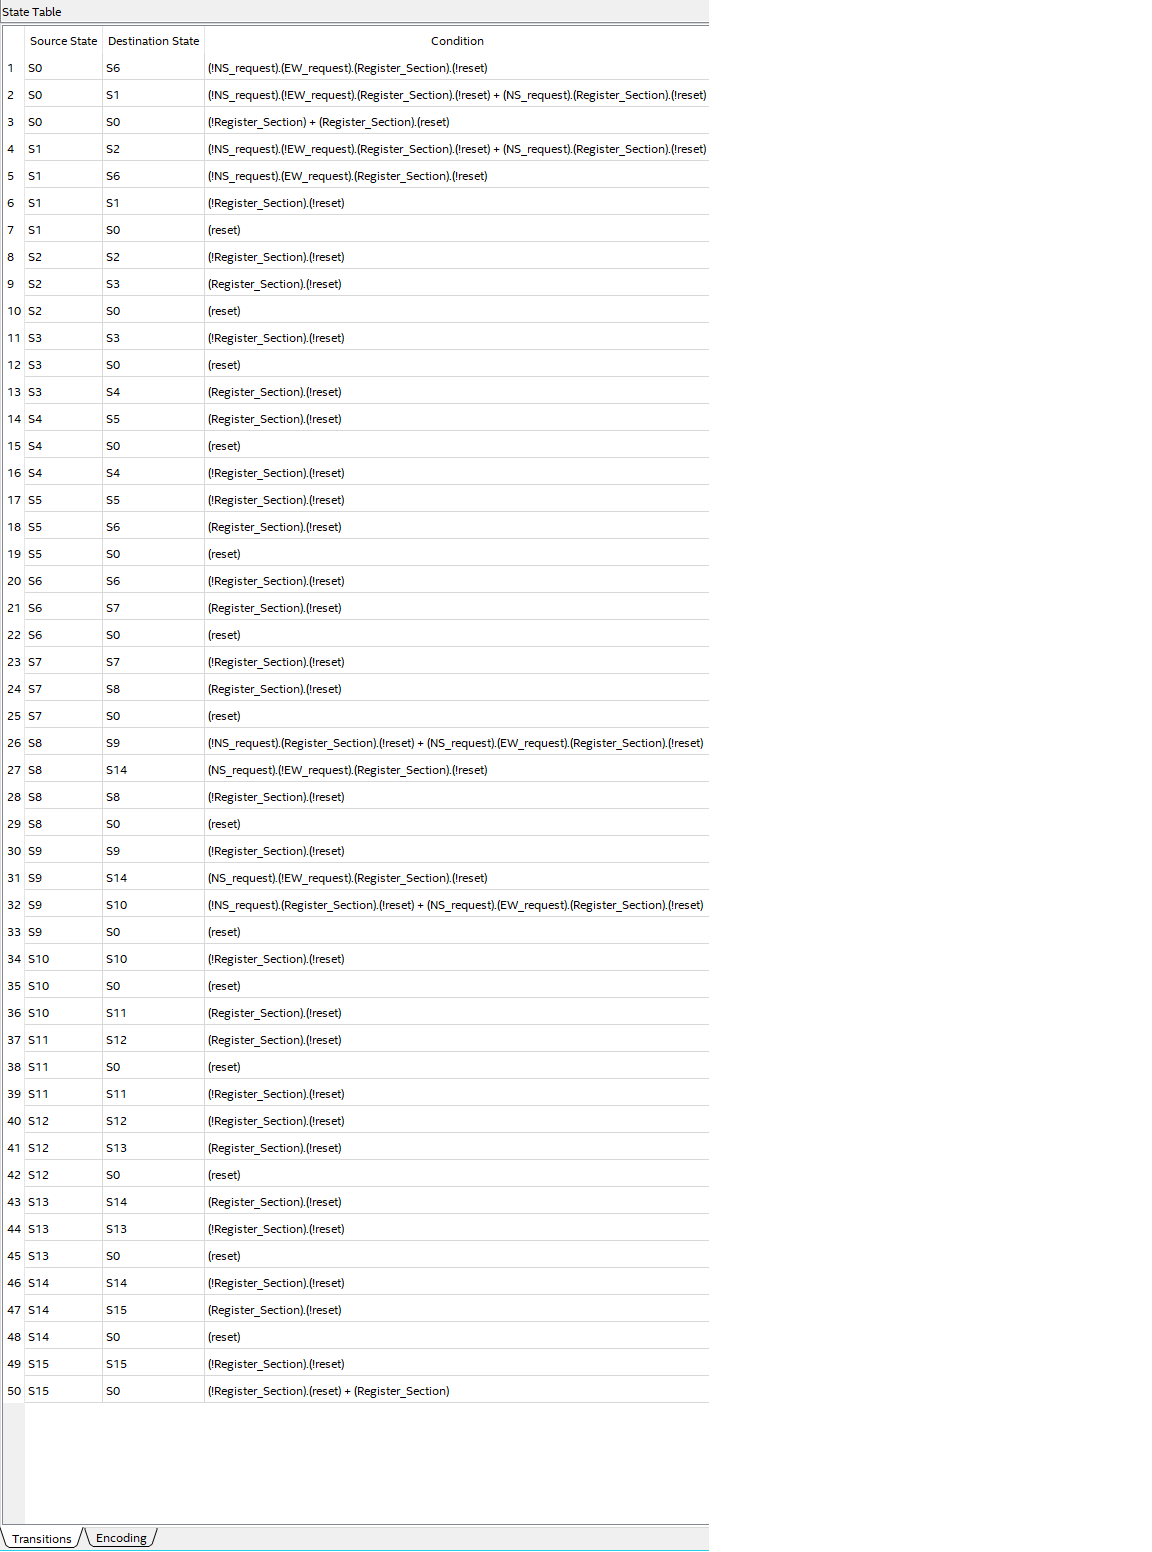 State Table
Source State Destination State Condition
1 S0 S6 (!NS_request).(EW_request).(Register_Section).(!reset)
2 S0 S1 (!NS_request).(!EW_request).(Register_Section).(!reset) + (NS_request).(Register_Section).(!reset)
3 S0 S0 (!Register_Section) + (Register_Section).(reset)
4 S1 S2 (!NS_request).(!EW_request).(Register_Section).(!reset) + (NS_request).(Register_Section).(!reset)
5 S1 S6 (!NS_request).(EW_request).(Register_Section).(!reset)
6 S1 S1 (!Register_Section).(!reset)
7 S1 S0 (reset)
8 S2 S2 (!Register_Section).(!reset)
9 S2 S3 (Register_Section).(!reset)
10 S2 S0 (reset)
11 S3 S3 (!Register_Section).(!reset)
12 S3 S0 (reset)
13 S3 S4 (Register_Section).(!reset)
14 S4 S5 (Register_Section).(!reset)
15 S4 S0 (reset)
16 S4 S4 (!Register_Section).(!reset)
17 S5 S5 (!Register_Section).(!reset)
18 S5 S6 (Register_Section).(!reset)
19 S5 S0 (reset)
20 S6 S6 (!Register_Section).(!reset)
21 S6 S7 (Register_Section).(!reset)
22 S6 S0 (reset)
23 S7 S7 (!Register_Section).(!reset)
24 S7 S8 (Register_Section).(!reset)
25 S7 S0 (reset)
26 S8 S9 (!NS_request).(Register_Section).(!reset) + (NS_request).(EW_request).(Register_Section).(!reset)
27 S8 S14 (NS_request).(!EW_request).(Register_Section).(!reset)
28 S8 S8 (!Register_Section).(!reset)
29 S8 S0 (reset)
30 S9 S9 (!Register_Section).(!reset)
31 S9 S14 (NS_request).(!EW_request).(Register_Section).(!reset)
32 S9 S10 (!NS_request).(Register_Section).(!reset) + (NS_request).(EW_request).(Register_Section).(!reset)
33 S9 S0 (reset)
34 S10 S10 (!Register_Section).(!reset)
35 S10 S0 (reset)
36 S10 S11 (Register_Section).(!reset)
37 S11 S12 (Register_Section).(!reset)
38 S11 S0 (reset)
39 S11 S11 (!Register_Section).(!reset)
40 S12 S12 (!Register_Section).(!reset)
41 S12 S13 (Register_Section).(!reset)
42 S12 S0 (reset)
43 S13 S14 (Register_Section).(!reset)
44 S13 S13 (!Register_Section).(!reset)
45 S13 S0 (reset)
46 S14 S14 (!Register_Section).(!reset)
47 S14 S15 (Register_Section).(!reset)
48 S14 S0 (reset)
49 S15 S15 (!Register_Section).(!reset)
50 S15 S0 (!Register_Section).(reset) + (Register_Section)
Transitions Encoding